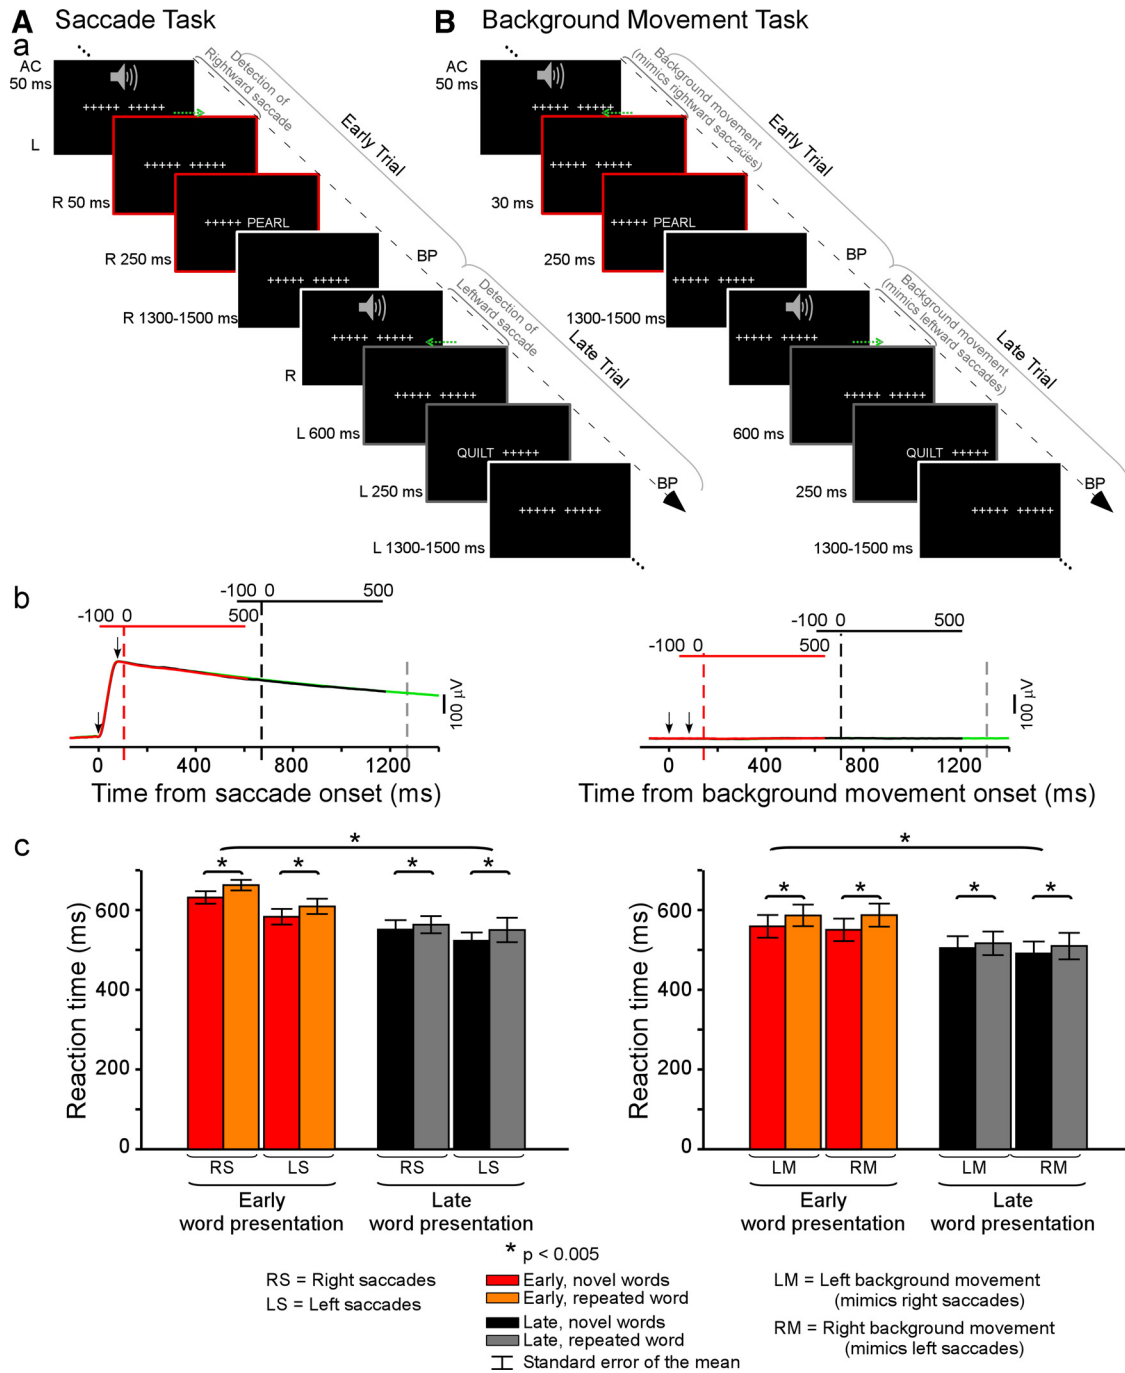 A Saccade Task
a
AC
50 ms
+++++ +++++
L
Detection of
Rightward saccade
Early Trial
+++++ +++++
R 50 ms
+++++ PEARL
R 250 ms
+++++ +++++
BP
R 1300-1500 ms
+++++ +++++
R
Detection of
Leftward saccade
Late Trial
+++++ +++++
L 600 ms
QUILT +++++
L 250 ms
+++++ +++++
BP
L 1300-1500 ms
B Background Movement Task
AC
50 ms
+++++ +++++
Background movement
(mimics rightward saccades)
Early Trial
+++++ +++++
30 ms
+++++ PEARL
250 ms
+++++ +++++
BP
1300-1500 ms
+++++ +++++
Background movement
(mimics leftward saccades)
Late Trial
+++++ +++++
600 ms
QUILT +++++
250 ms
+++++ +++++
BP
1300-1500 ms
b
-100 0 500
-100 0 500
100 µV
0 400 800 1200
Time from saccade onset (ms)
-100 0 500
-100 0 500
100 µV
0 400 800 1200
Time from background movement onset (ms)
c
*
* * * *
Reaction time (ms)
600
400
200
0
RS LS RS LS
Early
word presentation
Late
word presentation
*
* * * *
Reaction time (ms)
600
400
200
0
LM RM LM RM
Early
word presentation
Late
word presentation
* p < 0.005
RS = Right saccades
LS = Left saccades
Early, novel words
Early, repeated word
Late, novel words
Late, repeated word
Standard error of the mean
LM = Left background movement
(mimics right saccades)
RM = Right background movement
(mimics left saccades)